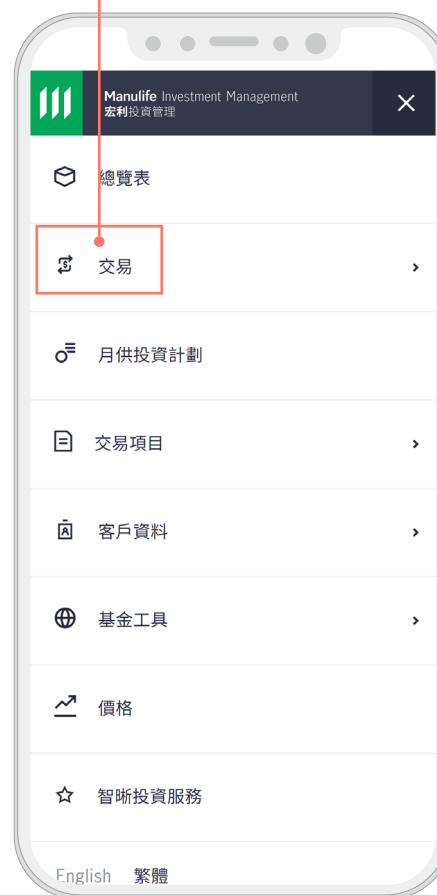 Manulife Investment Management
宏利投資管理
總覽表
交易
月供投資計劃
交易項目
客戶資料
基金工具
價格
智晰投資服務
English 繁體